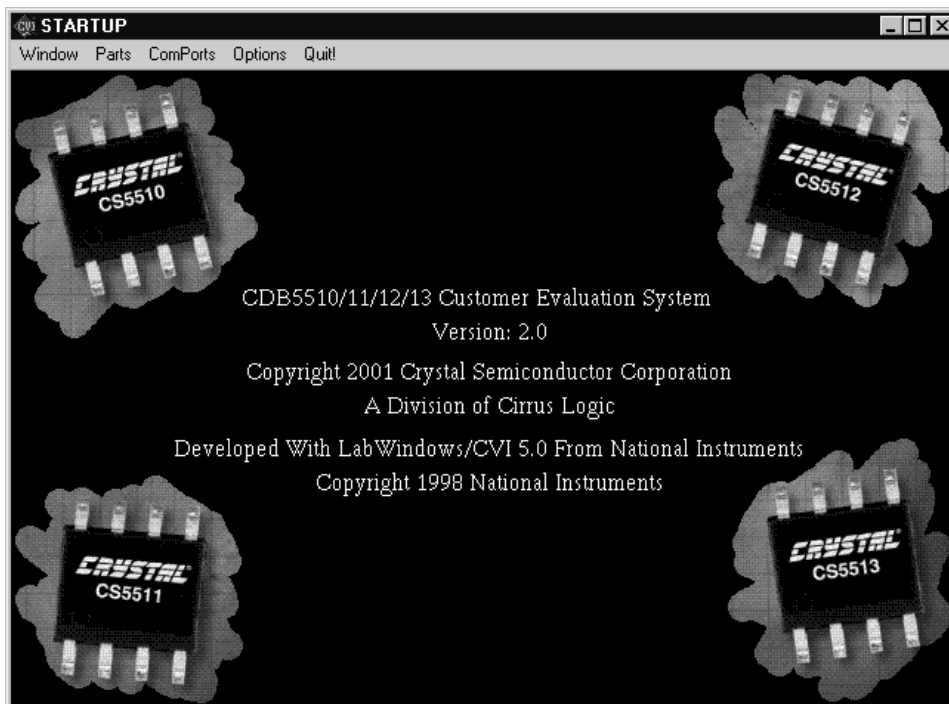 CVI STARTUP
Window Parts ComPorts Options Quit!
CRYSTAL®
CS5510
CRYSTAL®
CS5512
CDB5510/11/12/13 Customer Evaluation System
Version: 2.0
Copyright 2001 Crystal Semiconductor Corporation
A Division of Cirrus Logic
Developed With LabWindows/CVI 5.0 From National Instruments
Copyright 1998 National Instruments
CRYSTAL®
CS5511
CRYSTAL®
CS5513